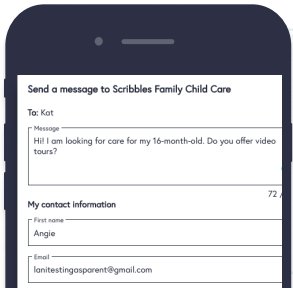 Send a message to Scribbles Family Child Care
To: Kat
Message
Hi! I am looking for care for my 16-month-old. Do you offer video
tours?
72 /
My contact information
First name
Angie
Email
lanitestingasparent@gmail.com